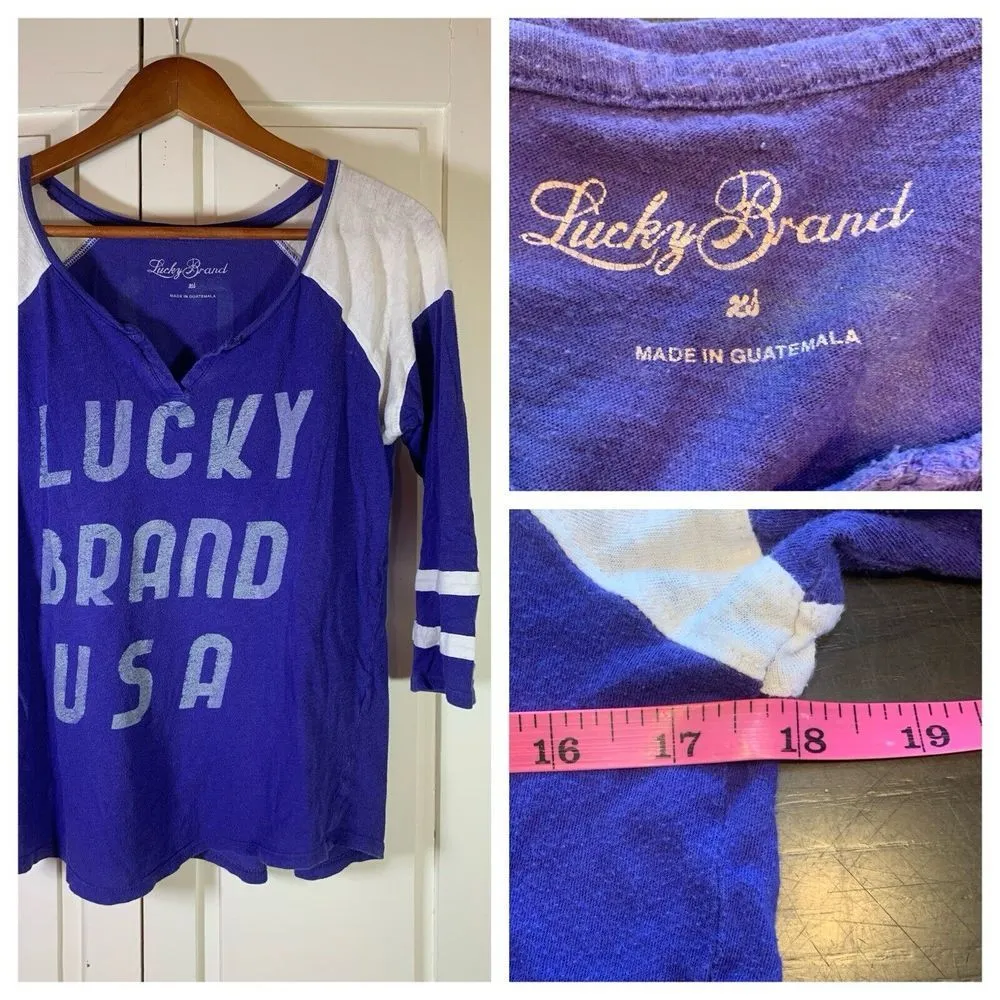 Lucky Brand
xs
MADE IN GUATEMALA
LUCKY
BRAND
USA
Lucky Brand
xs
MADE IN GUATEMALA
16 17 18 19